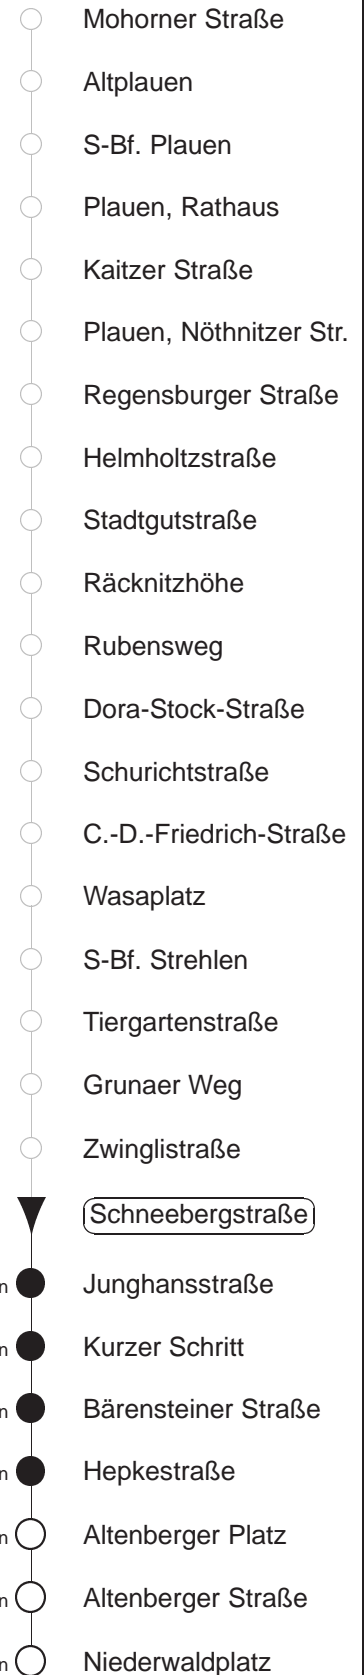 Mohorner Straße
Altplauen
S-Bf. Plauen
Plauen, Rathaus
Kaitzer Straße
Plauen, Nöthnitzer Str.
Regensburger Straße
Helmholtzstraße
Stadtgutstraße
Räcknitzhöhe
Rubensweg
Dora-Stock-Straße
Schurichtstraße
C.-D.-Friedrich-Straße
Wasaplatz
S-Bf. Strehlen
Tiergartenstraße
Grunaer Weg
Zwinglistraße
Schneebergstraße
n Junghansstraße
n Kurzer Schritt
n Bärensteiner Straße
n Hepkestraße
n Altenberger Platz
n Altenberger Straße
n Niederwaldplatz